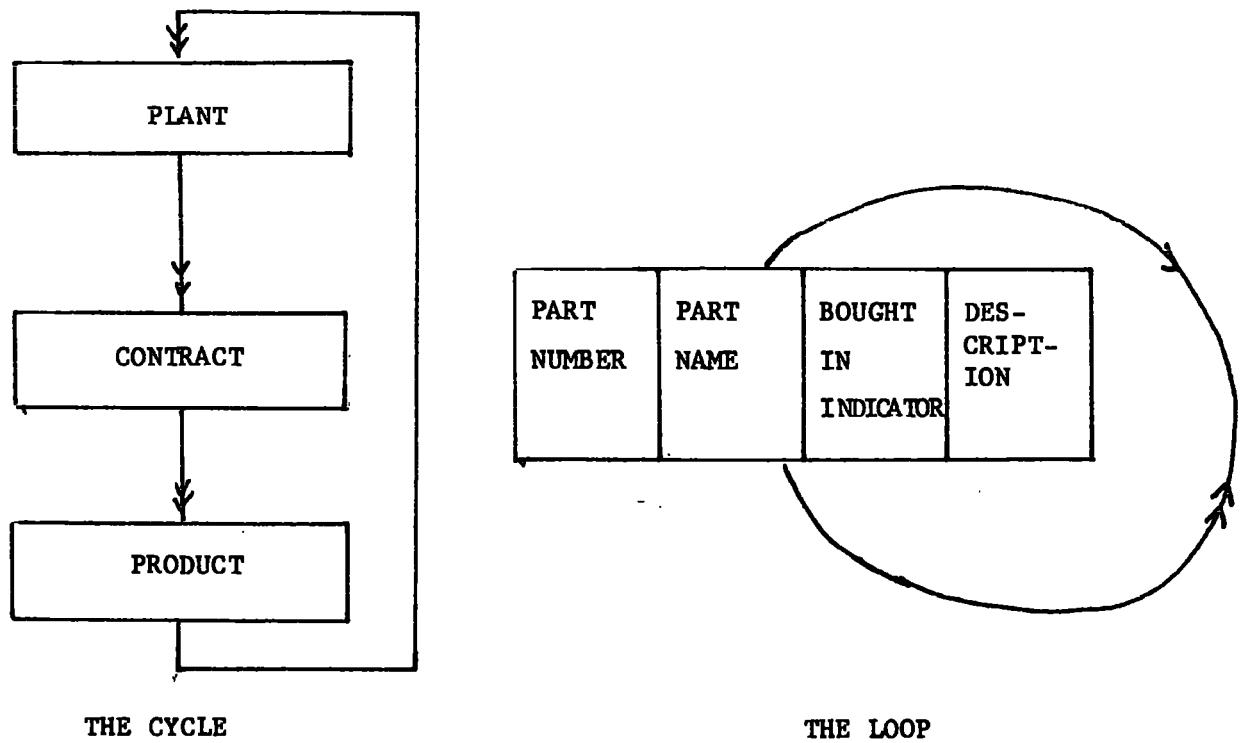 PLANT
CONTRACT
PRODUCT
THE CYCLE
PART
NUMBER
PART
NAME
BOUGHT
IN
INDICATOR
DES-
CRIPT-
ION
THE LOOP